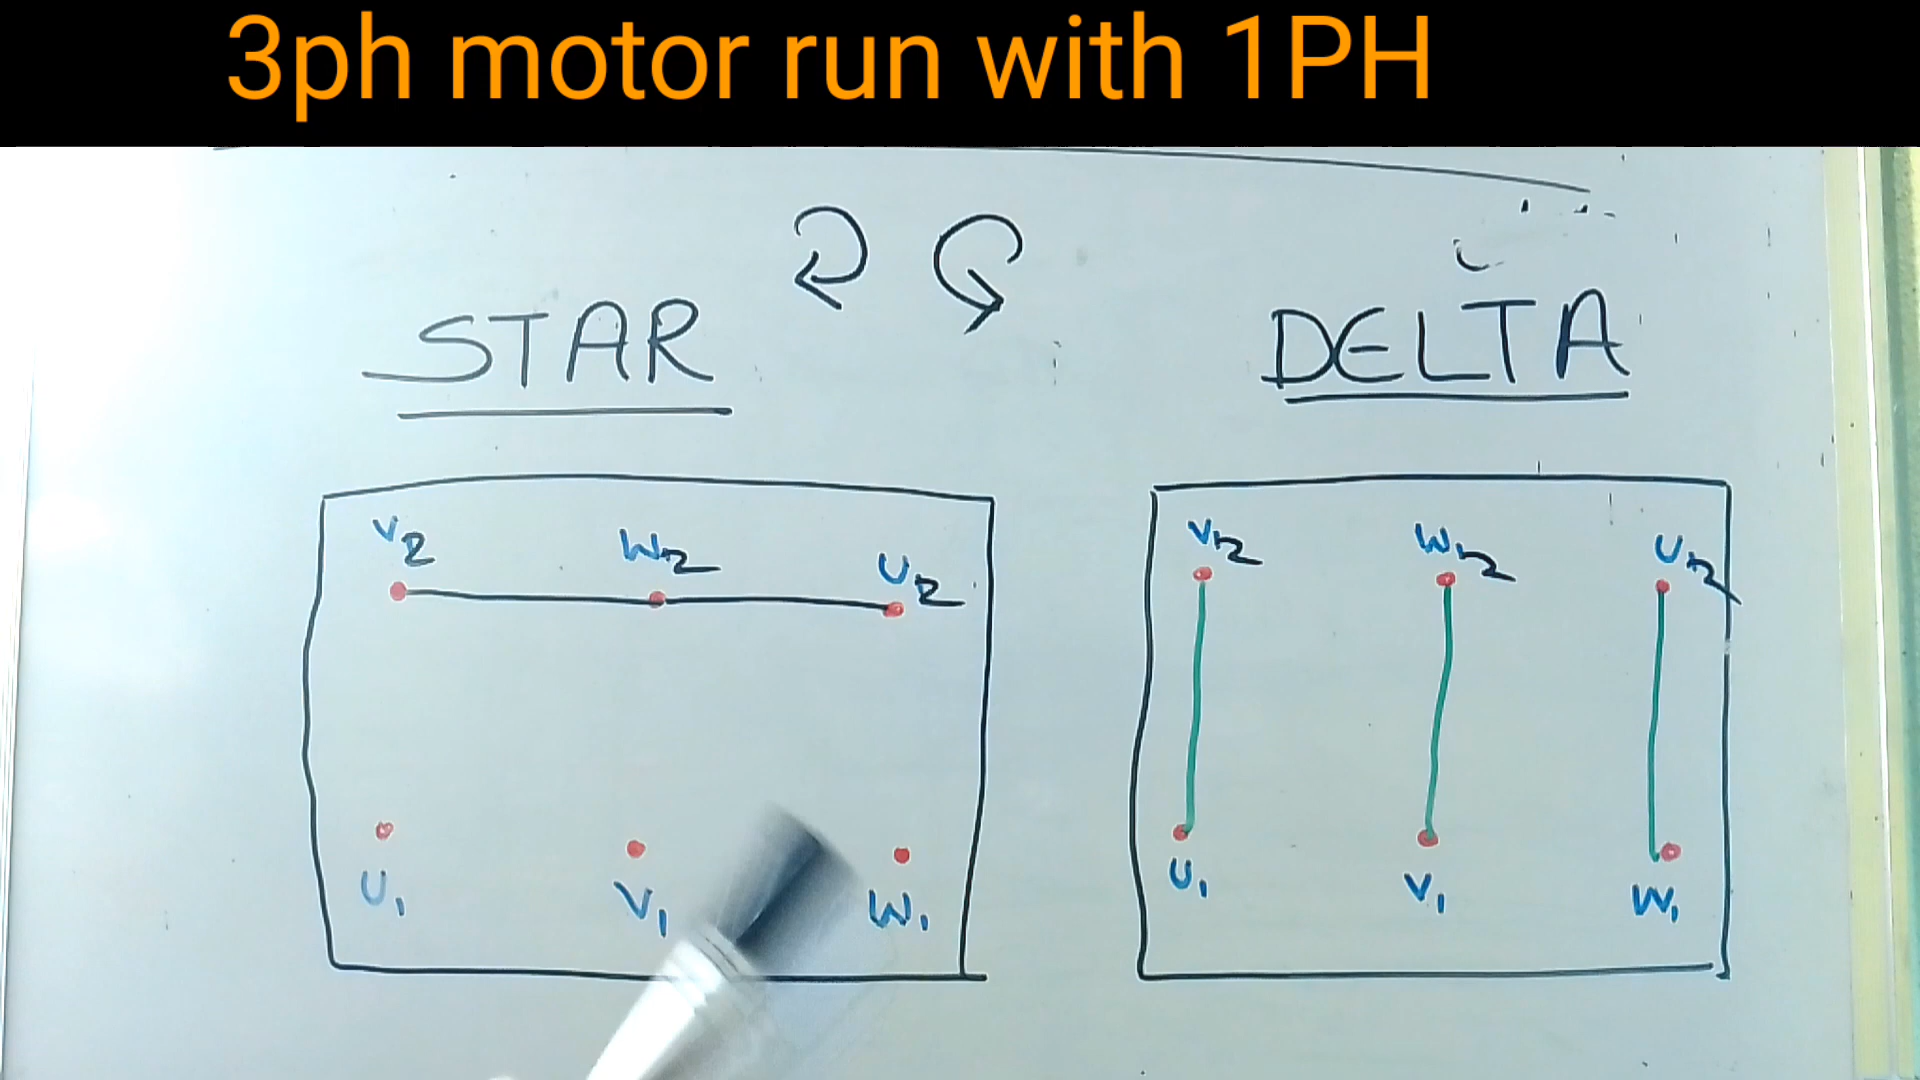 3ph motor run with 1PH
STAR
DELTA
V2 W2 U2
U1 V1 W1
V2 W2 U2
U1 V1 W1